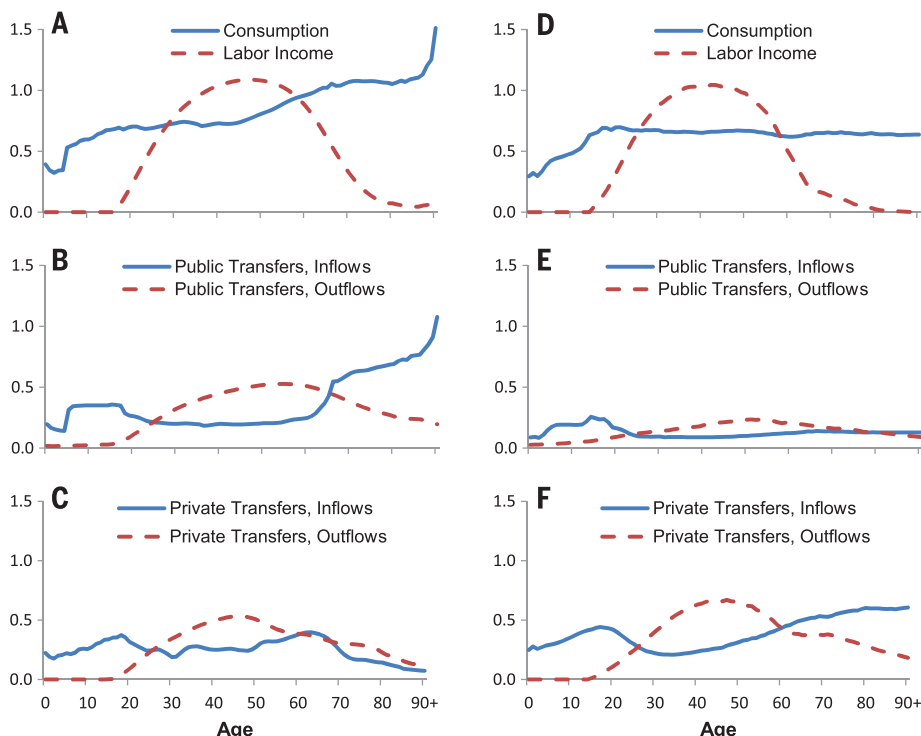 A
Consumption
Labor Income
1.5
1.0
0.5
0.0
D
Consumption
Labor Income
1.5
1.0
0.5
0.0
B
Public Transfers, Inflows
Public Transfers, Outflows
1.5
1.0
0.5
0.0
E
Public Transfers, Inflows
Public Transfers, Outflows
1.5
1.0
0.5
0.0
C
Private Transfers, Inflows
Private Transfers, Outflows
1.5
1.0
0.5
0.0
0 10 20 30 40 50 60 70 80 90+
Age
F
Private Transfers, Inflows
Private Transfers, Outflows
1.5
1.0
0.5
0.0
0 10 20 30 40 50 60 70 80 90+
Age